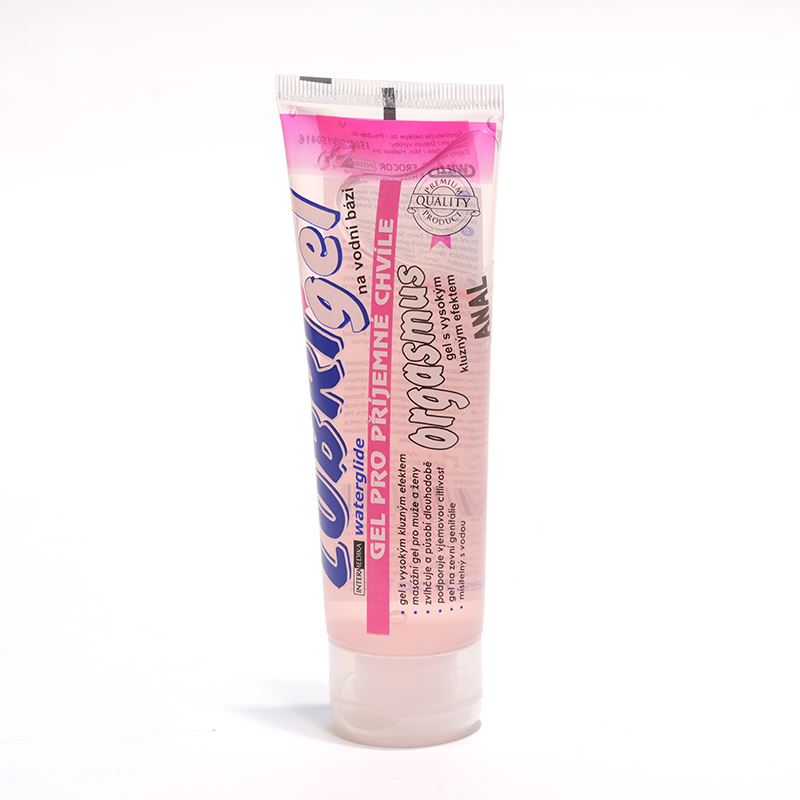 LUBRIgel
na vodní bázi
waterglide
INTERMEDIKA
GEL PRO PŘÍJEMNÉ CHVÍLE
PREMIUM
QUALITY
PRODUCT
orgasmus
gel s vysokým
kluzným efektem
ANAL
• gel s vysokým kluzným efektem
• masážní gel pro muže a ženy
• zvlhčuje a působí dlouhodobě
• podporuje vjemovou citlivost
• gel na zevní genitálie
• mísitelný s vodou